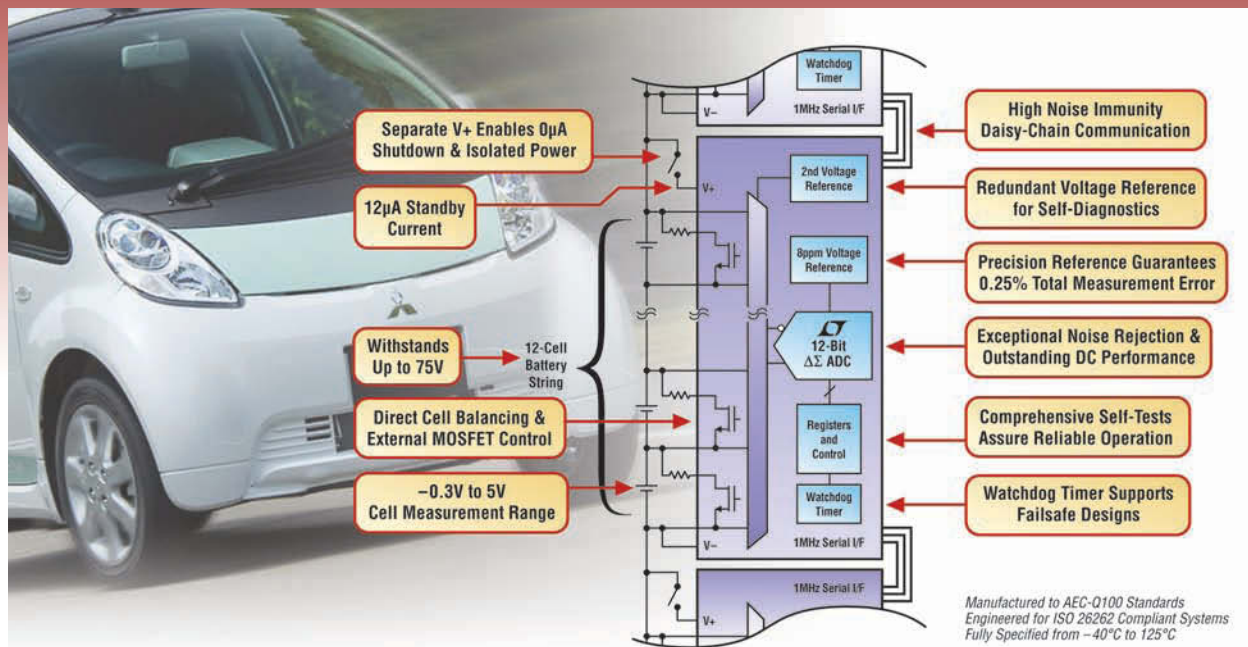 Watchdog
Timer
V–
1MHz Serial I/F
High Noise Immunity
Daisy-Chain Communication
Separate V+ Enables 0µA
Shutdown & Isolated Power
V+
2nd Voltage
Reference
Redundant Voltage Reference
for Self-Diagnostics
12µA Standby
Current
8ppm Voltage
Reference
Precision Reference Guarantees
0.25% Total Measurement Error
Withstands
Up to 75V
12-Cell
Battery
String
12-Bit
ΔΣ ADC
Exceptional Noise Rejection &
Outstanding DC Performance
Direct Cell Balancing &
External MOSFET Control
Registers
and
Control
Comprehensive Self-Tests
Assure Reliable Operation
–0.3V to 5V
Cell Measurement Range
Watchdog
Timer
Watchdog Timer Supports
Failsafe Designs
V–
1MHz Serial I/F
1MHz Serial I/F
V+
Manufactured to AEC-Q100 Standards
Engineered for ISO 26262 Compliant Systems
Fully Specified from –40°C to 125°C